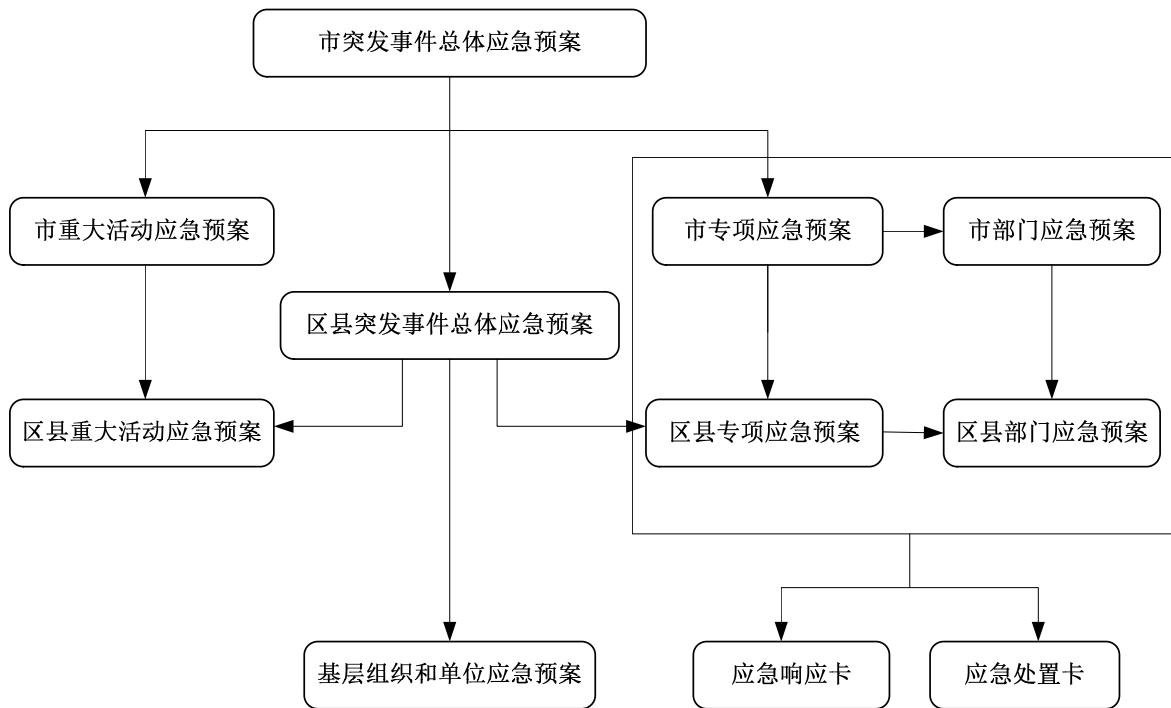 市突发事件总体应急预案
市重大活动应急预案
市专项应急预案
市部门应急预案
区县突发事件总体应急预案
区县重大活动应急预案
区县专项应急预案
区县部门应急预案
基层组织和单位应急预案
应急响应卡
应急处置卡